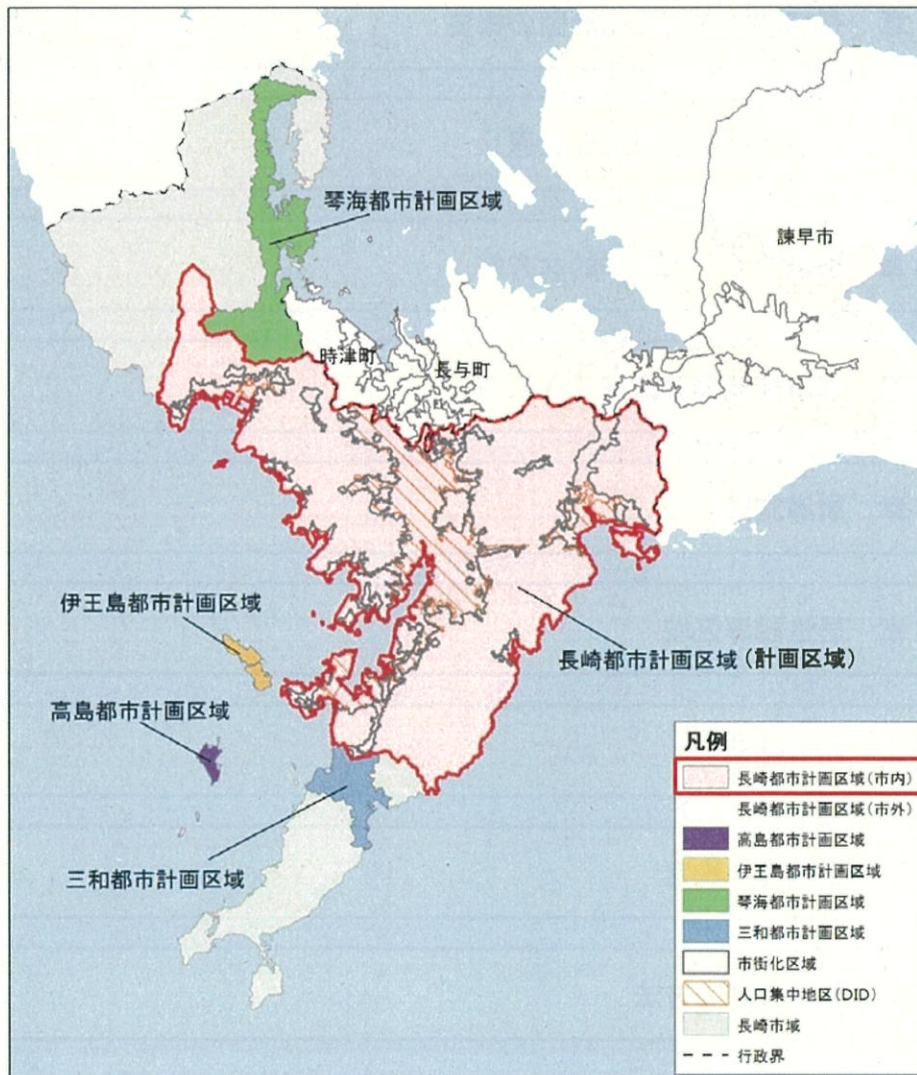 琴海都市計画区域
諫早市
時津町
長与町
伊王島都市計画区域
長崎都市計画区域(計画区域)
高島都市計画区域
三和都市計画区域
凡例
長崎都市計画区域(市内)
長崎都市計画区域(市外)
高島都市計画区域
伊王島都市計画区域
琴海都市計画区域
三和都市計画区域
市街化区域
人口集中地区(DID)
長崎市域
行政界